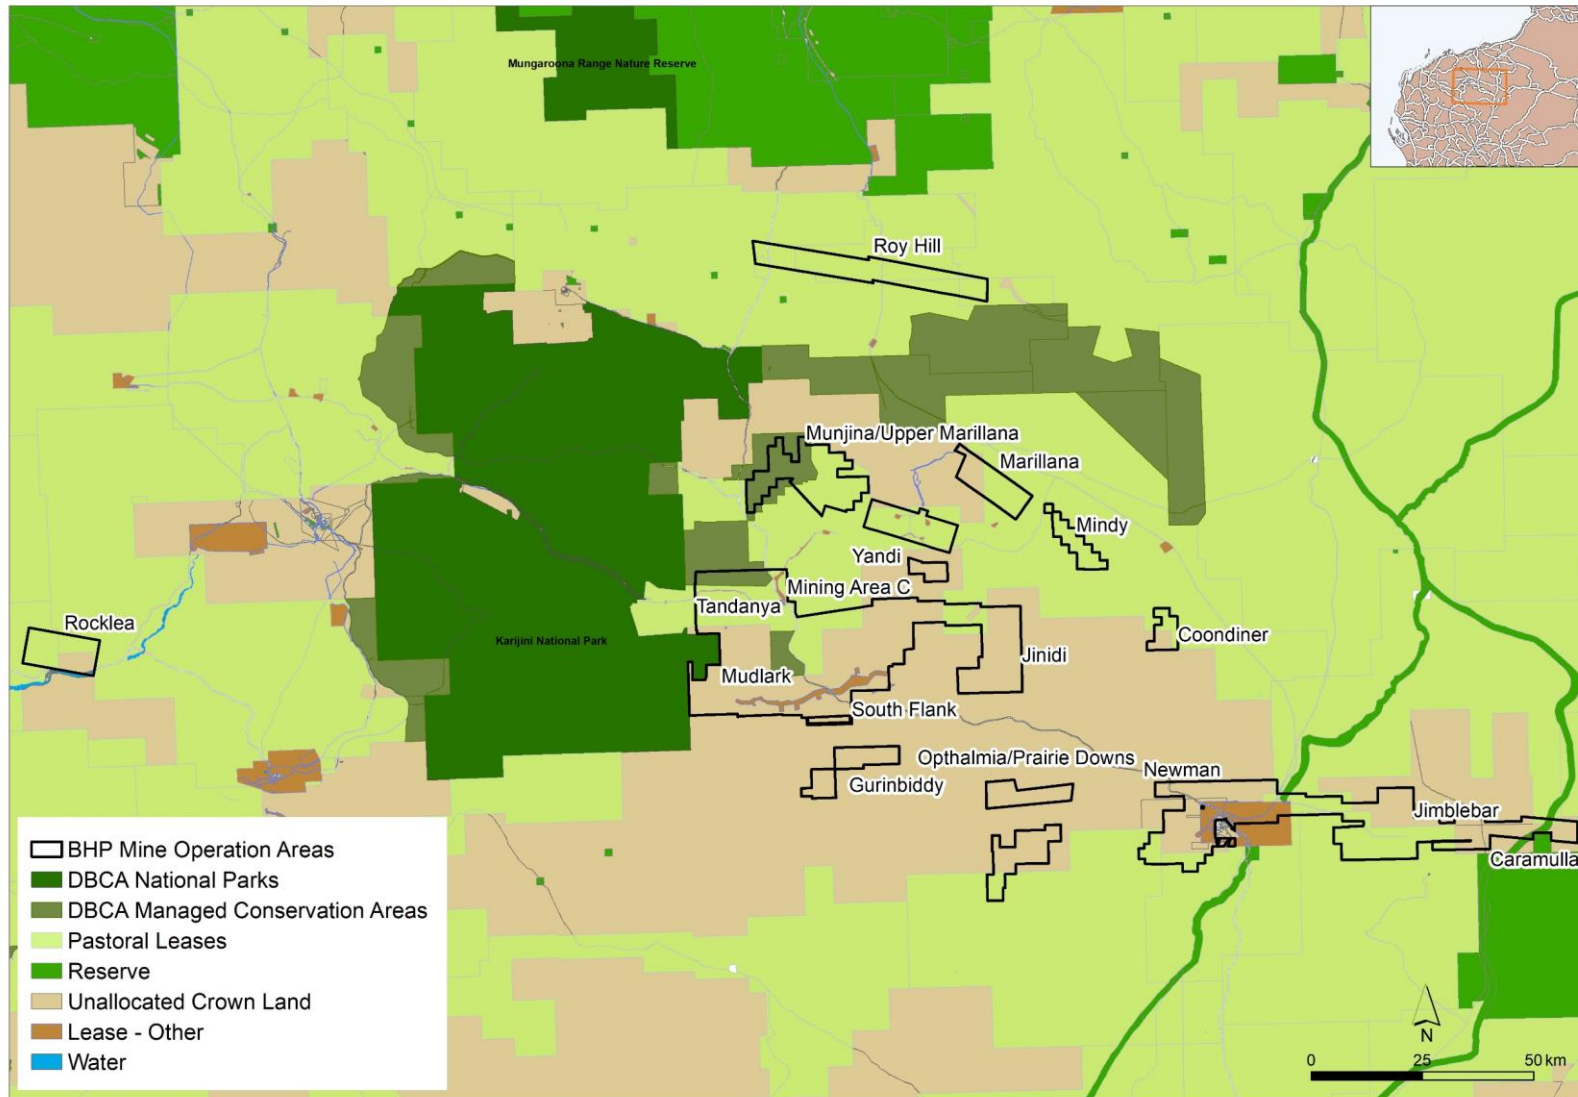 Mungaroona Range Nature Reserve
Roy Hill
Munjina/Upper Marillana
Marillana
Mindy
Yandi
Mining Area C
Tandanya
Rocklea
Karijini National Park
Coondiner
Jinidi
Mudlark
South Flank
Opthalmia/Prairie Downs
Newman
Gurinbiddy
Jimblebar
Caramulla
BHP Mine Operation Areas
DBCA National Parks
DBCA Managed Conservation Areas
Pastoral Leases
Reserve
Unallocated Crown Land
Lease - Other
Water
N
0 25 50 km